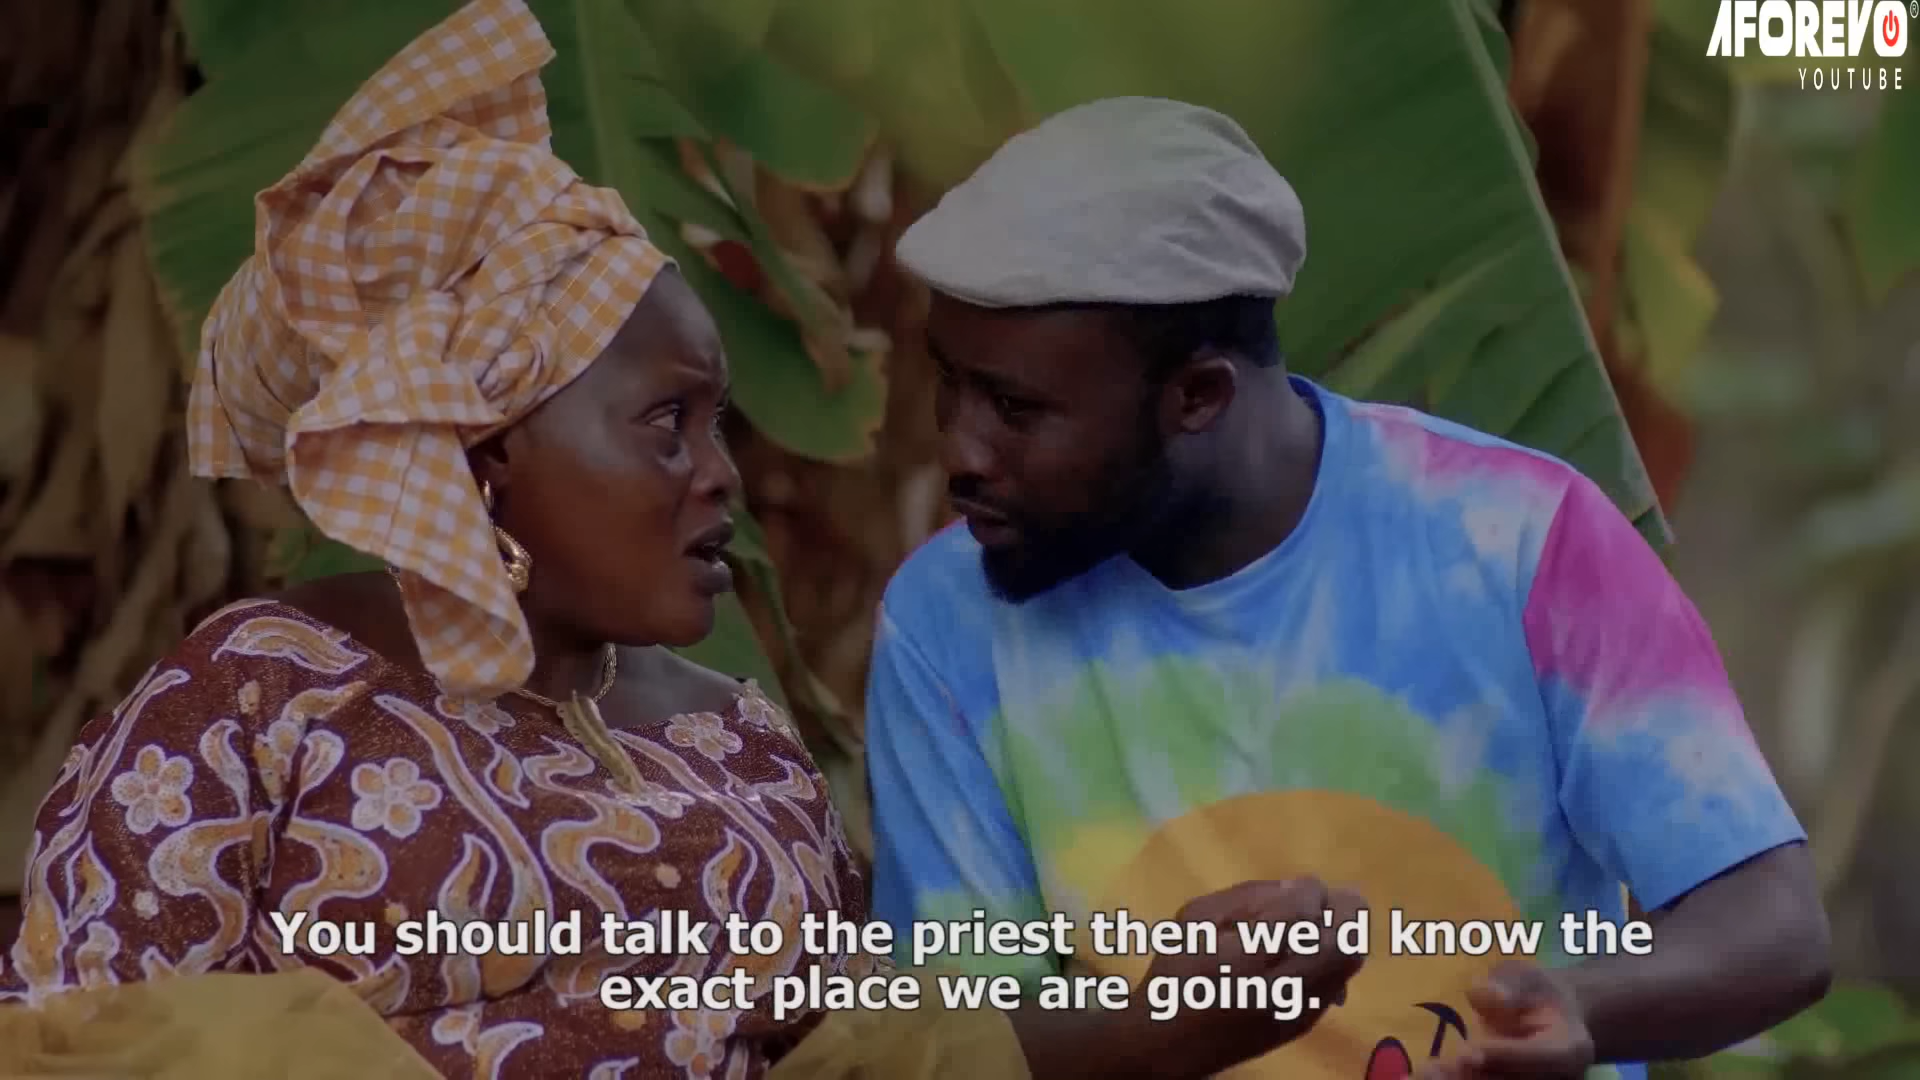 AFOREVO®
YOUTUBE
You should talk to the priest then we'd know the
exact place we are going.